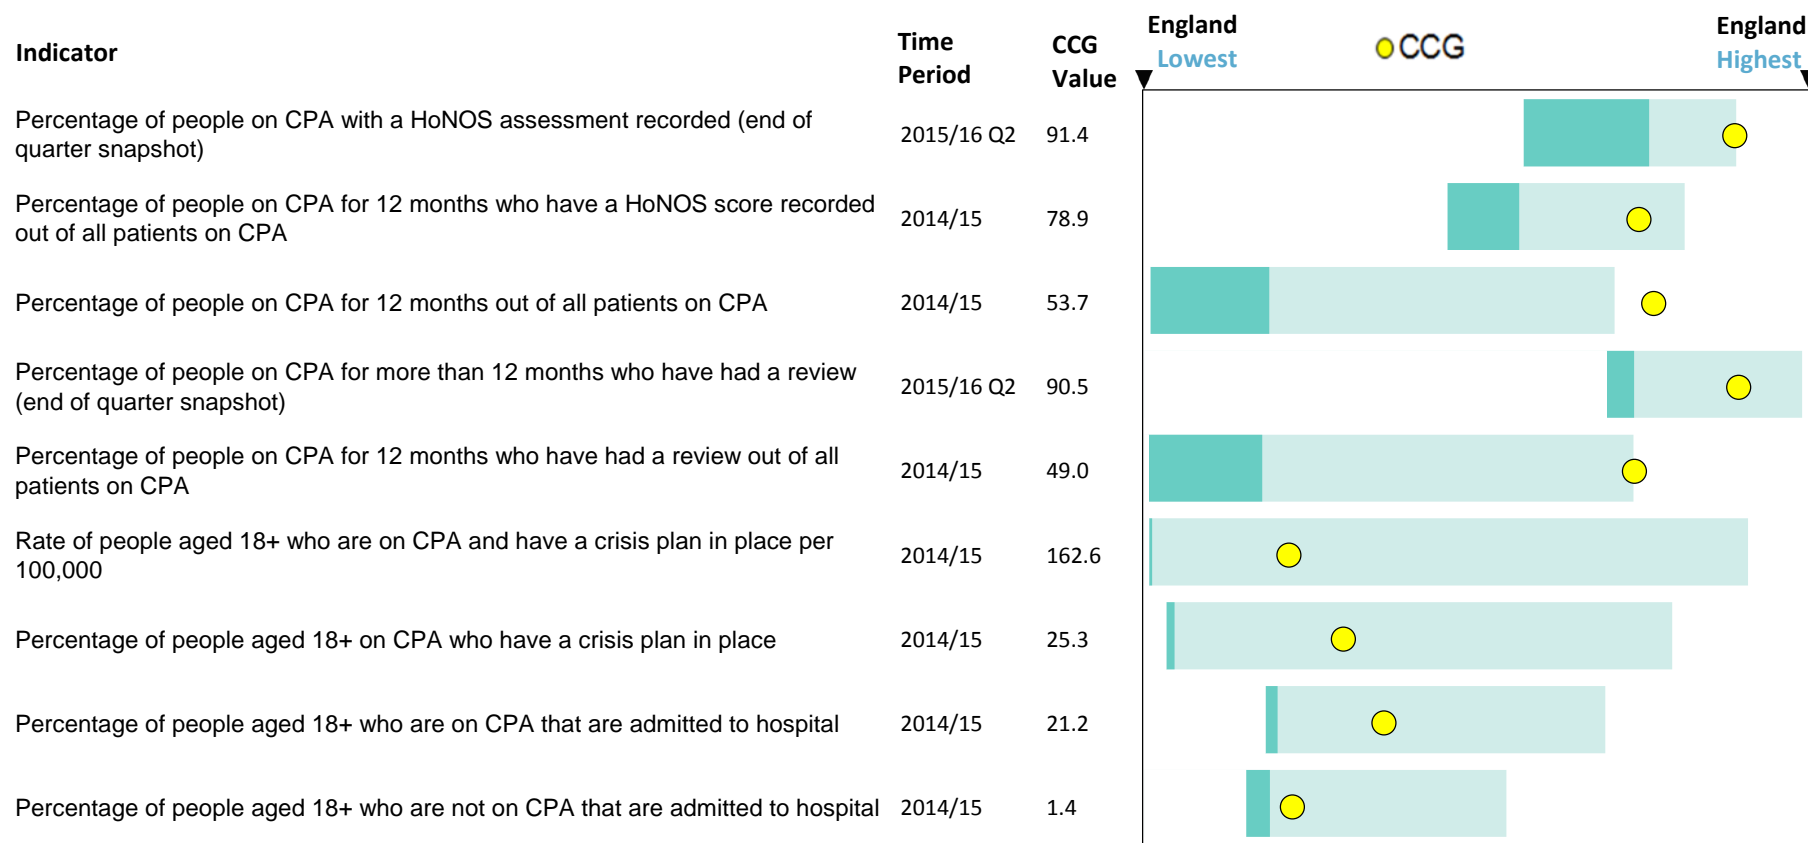 Indicator
Time
Period
CCG
Value
England
Lowest
CCG
England
Highest
Percentage of people on CPA with a HoNOS assessment recorded (end of
quarter snapshot)
2015/16 Q2
91.4
Percentage of people on CPA for 12 months who have a HoNOS score recorded
out of all patients on CPA
2014/15
78.9
Percentage of people on CPA for 12 months out of all patients on CPA
2014/15
53.7
Percentage of people on CPA for more than 12 months who have had a review
(end of quarter snapshot)
2015/16 Q2
90.5
Percentage of people on CPA for 12 months who have had a review out of all
patients on CPA
2014/15
49.0
Rate of people aged 18+ who are on CPA and have a crisis plan in place per
100,000
2014/15
162.6
Percentage of people aged 18+ on CPA who have a crisis plan in place
2014/15
25.3
Percentage of people aged 18+ who are on CPA that are admitted to hospital
2014/15
21.2
Percentage of people aged 18+ who are not on CPA that are admitted to hospital
2014/15
1.4